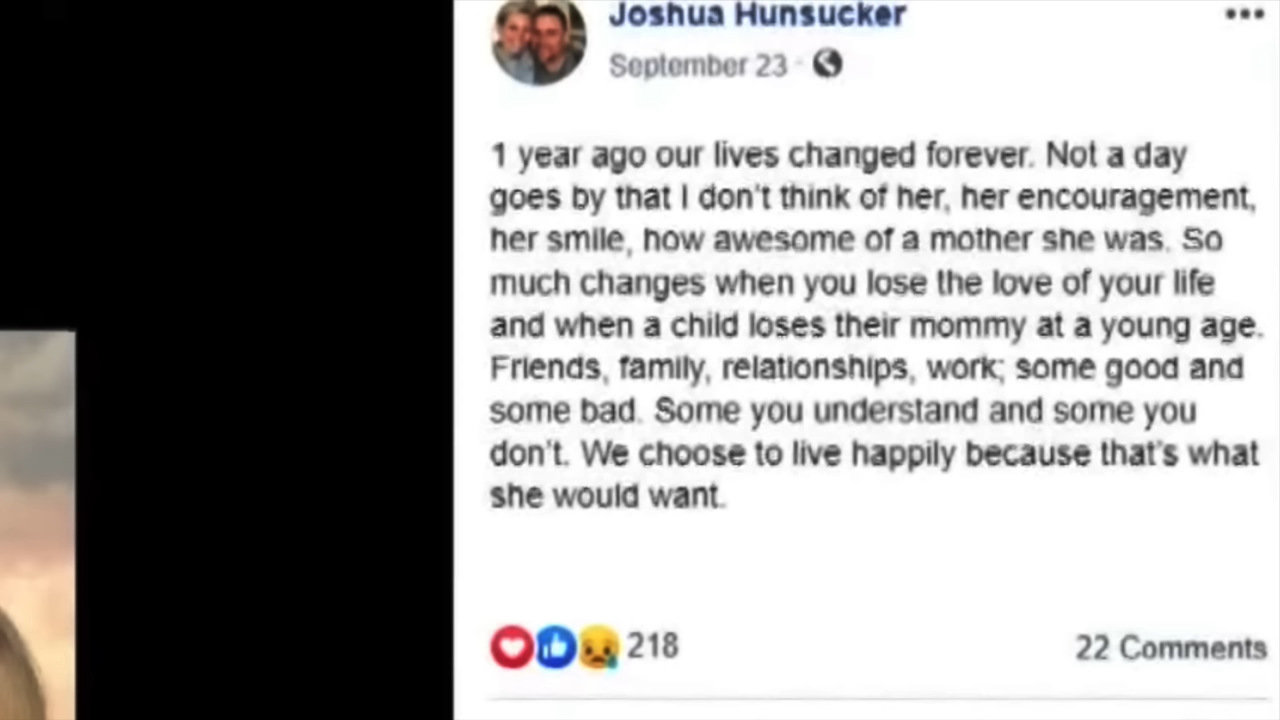 Joshua Hunsucker
September 23 ·
1 year ago our lives changed forever. Not a day
goes by that I don't think of her, her encouragement,
her smile, how awesome of a mother she was. So
much changes when you lose the love of your life
and when a child loses their mommy at a young age.
Friends, family, relationships, work; some good and
some bad. Some you understand and some you
don't. We choose to live happily because that's what
she would want.
218
22 Comments